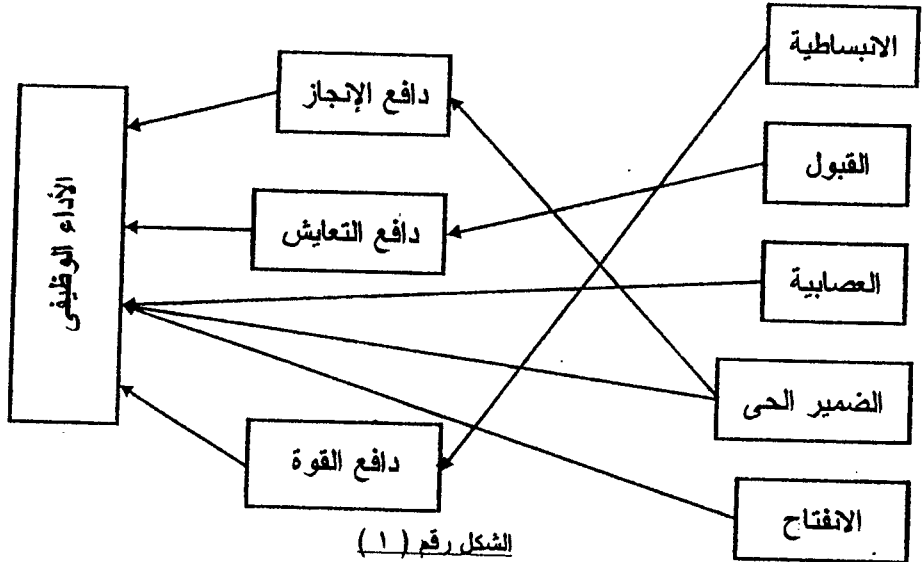 الانبساطية
القبول
العصابية
الضمير الحى
الانفتاح
دافع الإنجاز
دافع التعايش
دافع القوة
الأداء الوظيفى
الشكل رقم ( ١ )